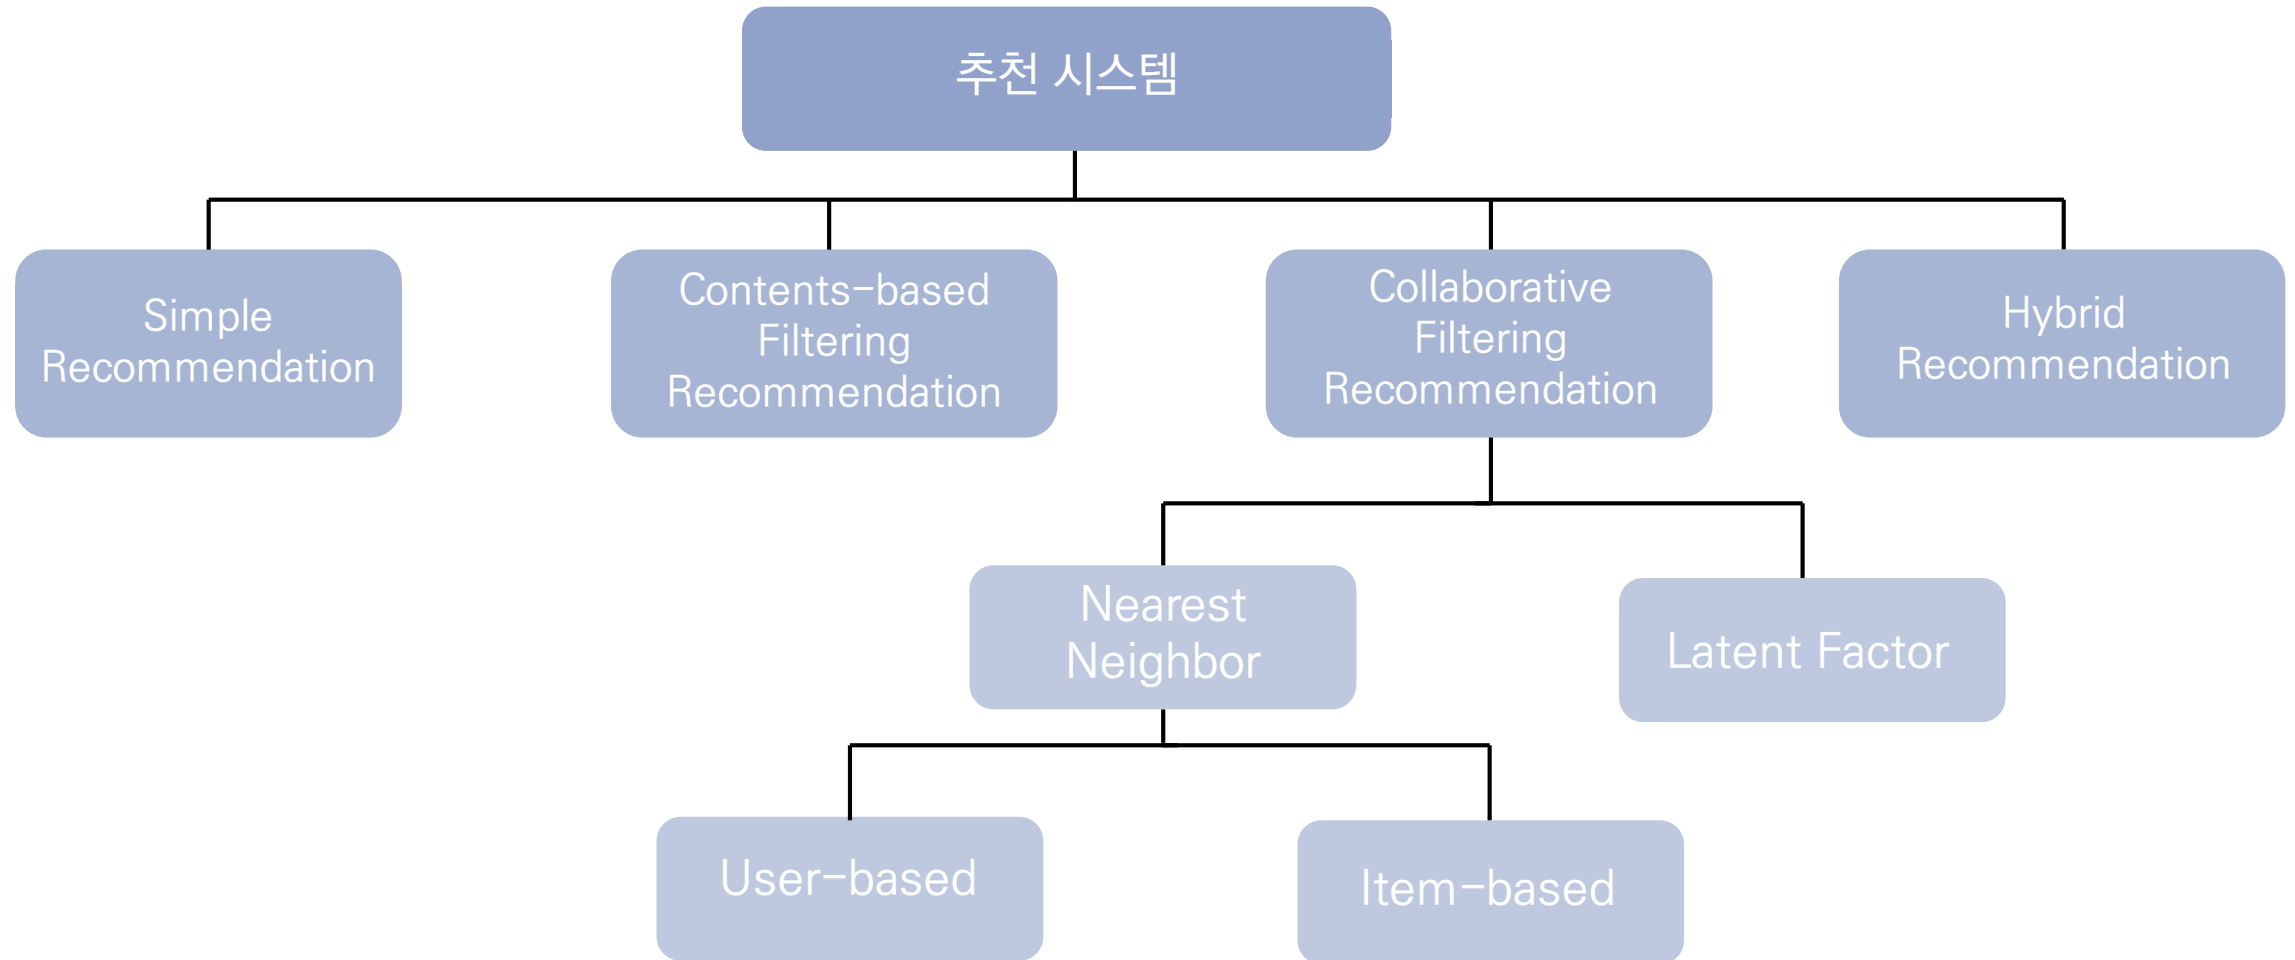 추천 시스템
Simple
Recommendation
Contents-based
Filtering
Recommendation
Collaborative
Filtering
Recommendation
Hybrid
Recommendation
Nearest
Neighbor
Latent Factor
User-based
Item-based